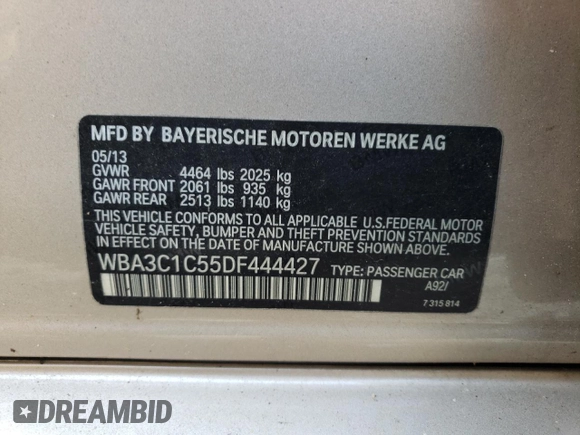 MFD BY BAYERISCHE MOTOREN WERKE AG
05/13
GVWR 4464 lbs 2025 kg
GAWR FRONT 2061 lbs 935 kg
GAWR REAR 2513 lbs 1140 kg
THIS VEHICLE CONFORMS TO ALL APPLICABLE U.S.FEDERAL MOTOR
VEHICLE SAFETY, BUMPER AND THEFT PREVENTION STANDARDS
IN EFFECT ON THE DATE OF MANUFACTURE SHOWN ABOVE.
WBA3C1C55DF444427 TYPE: PASSENGER CAR
A92/
7 315 814
DREAMBID